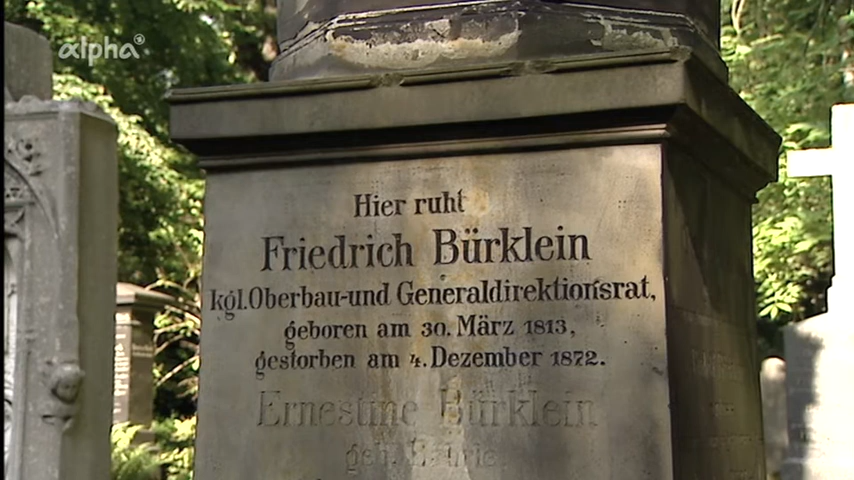 alpha
Hier ruht
Friedrich Bürklein
kgl. Oberbau-und Generaldirektionsrat,
geboren am 30. März 1813,
gestorben am 4. Dezember 1872.
Ernestine Bürklein
geb.